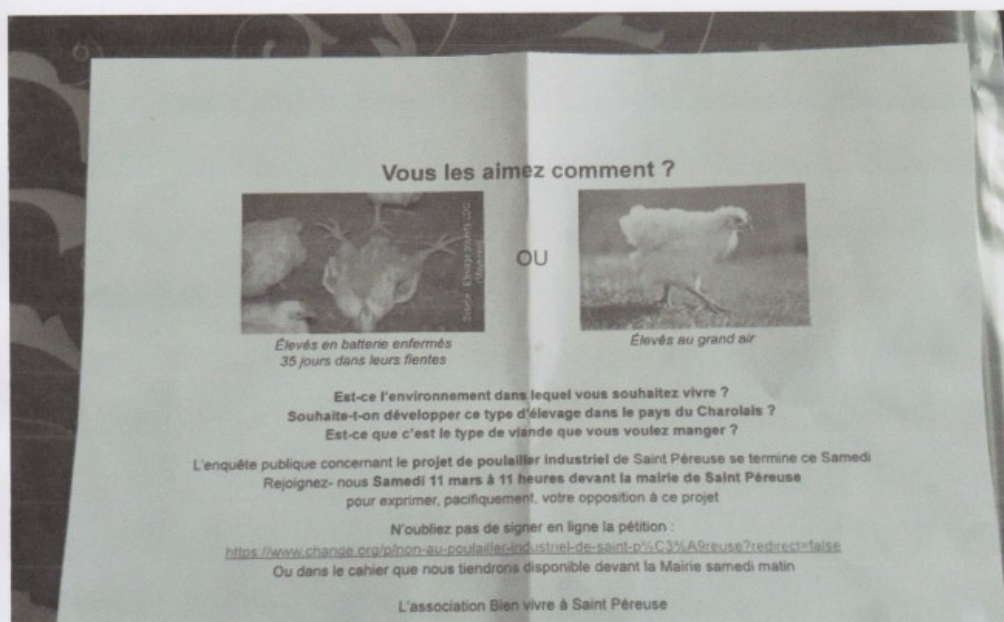 Vous les aimez comment ?
OU
Élevés en batterie enfermés
35 jours dans leurs fientes
Élevés au grand air
Est-ce l'environnement dans lequel vous souhaitez vivre ?
Souhaite-t-on développer ce type d'élevage dans le pays du Charolais ?
Est-ce que c'est le type de viande que vous voulez manger ?
L'enquête publique concernant le projet de poulailler industriel de Saint Péreuse se termine ce Samedi
Rejoignez- nous Samedi 11 mars à 11 heures devant la mairie de Saint Péreuse
pour exprimer, pacifiquement, votre opposition à ce projet
N'oubliez pas de signer en ligne la pétition :
https://www.change.org/p/non-au-poulailler-industriel-de-saint-p%C3%A9reuse?redirect=false
Ou dans le cahier que nous tiendrons disponible devant la Mairie samedi matin
L'association Bien vivre à Saint Péreuse